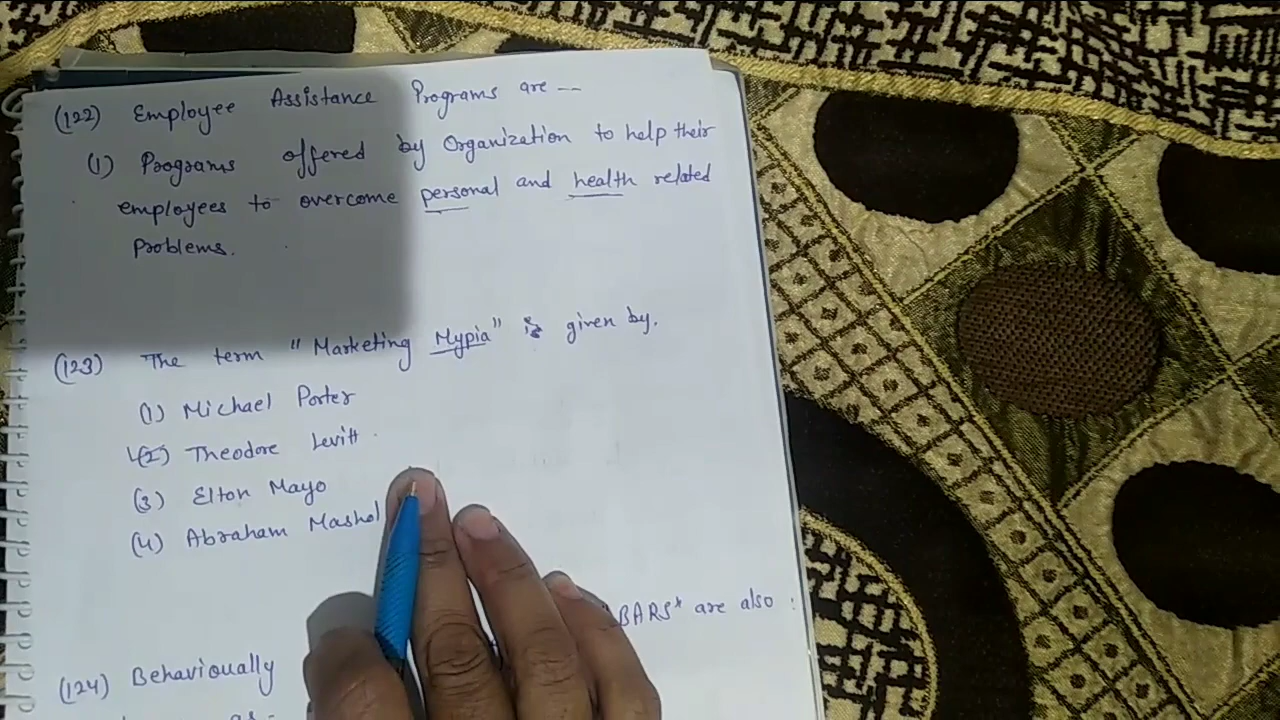 (122) Employee Assistance Programs are --
(1) Programs offered by Organization to help their
employees to overcome personal and health related
Problems.
(123) The term "Marketing Mypia" is given by.
(1) Michael Porter
(2) Theodore Levitt
(3) Elton Mayo
(4) Abraham Mashol
(124) Behaviourally "BARS" are also :
as-